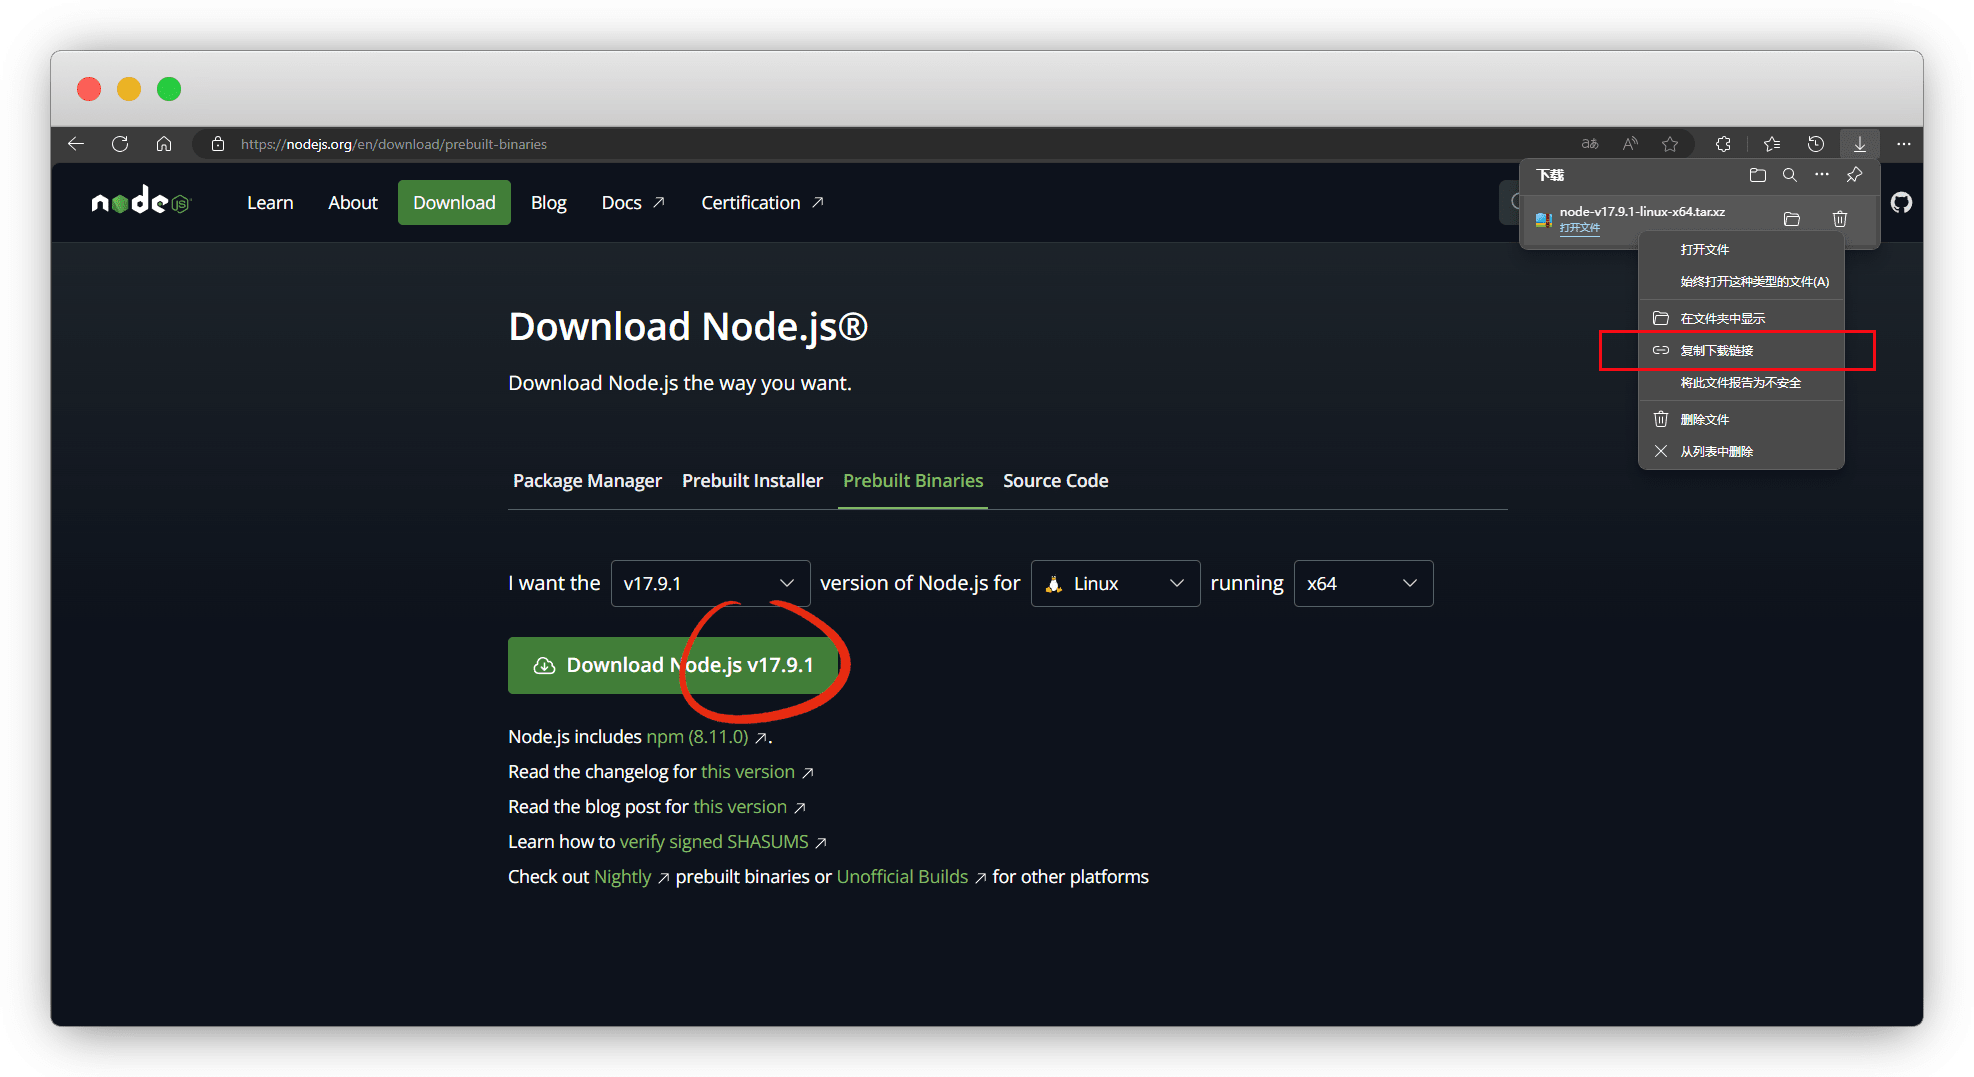 https://nodejs.org/en/download/prebuilt-binaries
下载
node
Learn
About
Download
Blog
Docs
Certification
node-v17.9.1-linux-x64.tar.xz
打开文件
打开文件
始终打开这种类型的文件(A)
在文件夹中显示
复制下载链接
将此文件报告为不安全
删除文件
从列表中删除
Download Node.js®
Download Node.js the way you want.
Package Manager
Prebuilt Installer
Prebuilt Binaries
Source Code
I want the v17.9.1 version of Node.js for Linux running x64
Download Node.js v17.9.1
Node.js includes npm (8.11.0) ↗.
Read the changelog for this version ↗
Read the blog post for this version ↗
Learn how to verify signed SHASUMS ↗
Check out Nightly ↗ prebuilt binaries or Unofficial Builds ↗ for other platforms